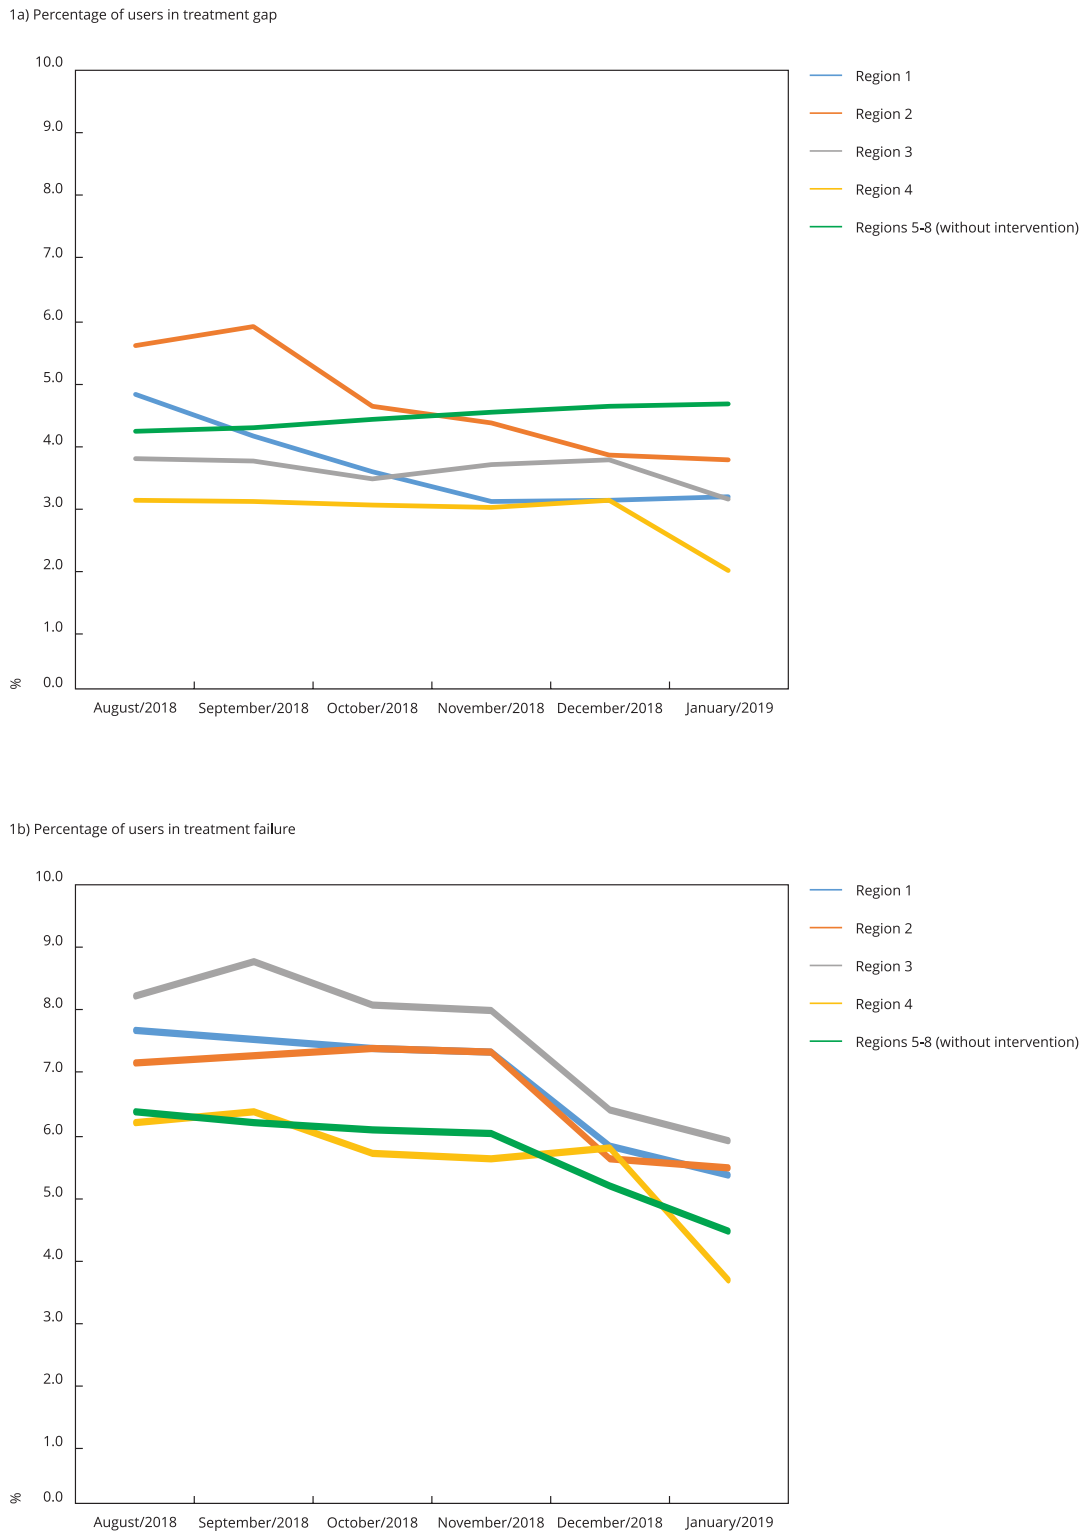 1a) Percentage of users in treatment gap
10.0
9.0
8.0
7.0
6.0
5.0
4.0
3.0
2.0
1.0
0.0
%
August/2018 September/2018 October/2018 November/2018 December/2018 January/2019
Region 1
Region 2
Region 3
Region 4
Regions 5-8 (without intervention)
1b) Percentage of users in treatment failure
10.0
9.0
8.0
7.0
6.0
5.0
4.0
3.0
2.0
1.0
0.0
%
August/2018 September/2018 October/2018 November/2018 December/2018 January/2019
Region 1
Region 2
Region 3
Region 4
Regions 5-8 (without intervention)